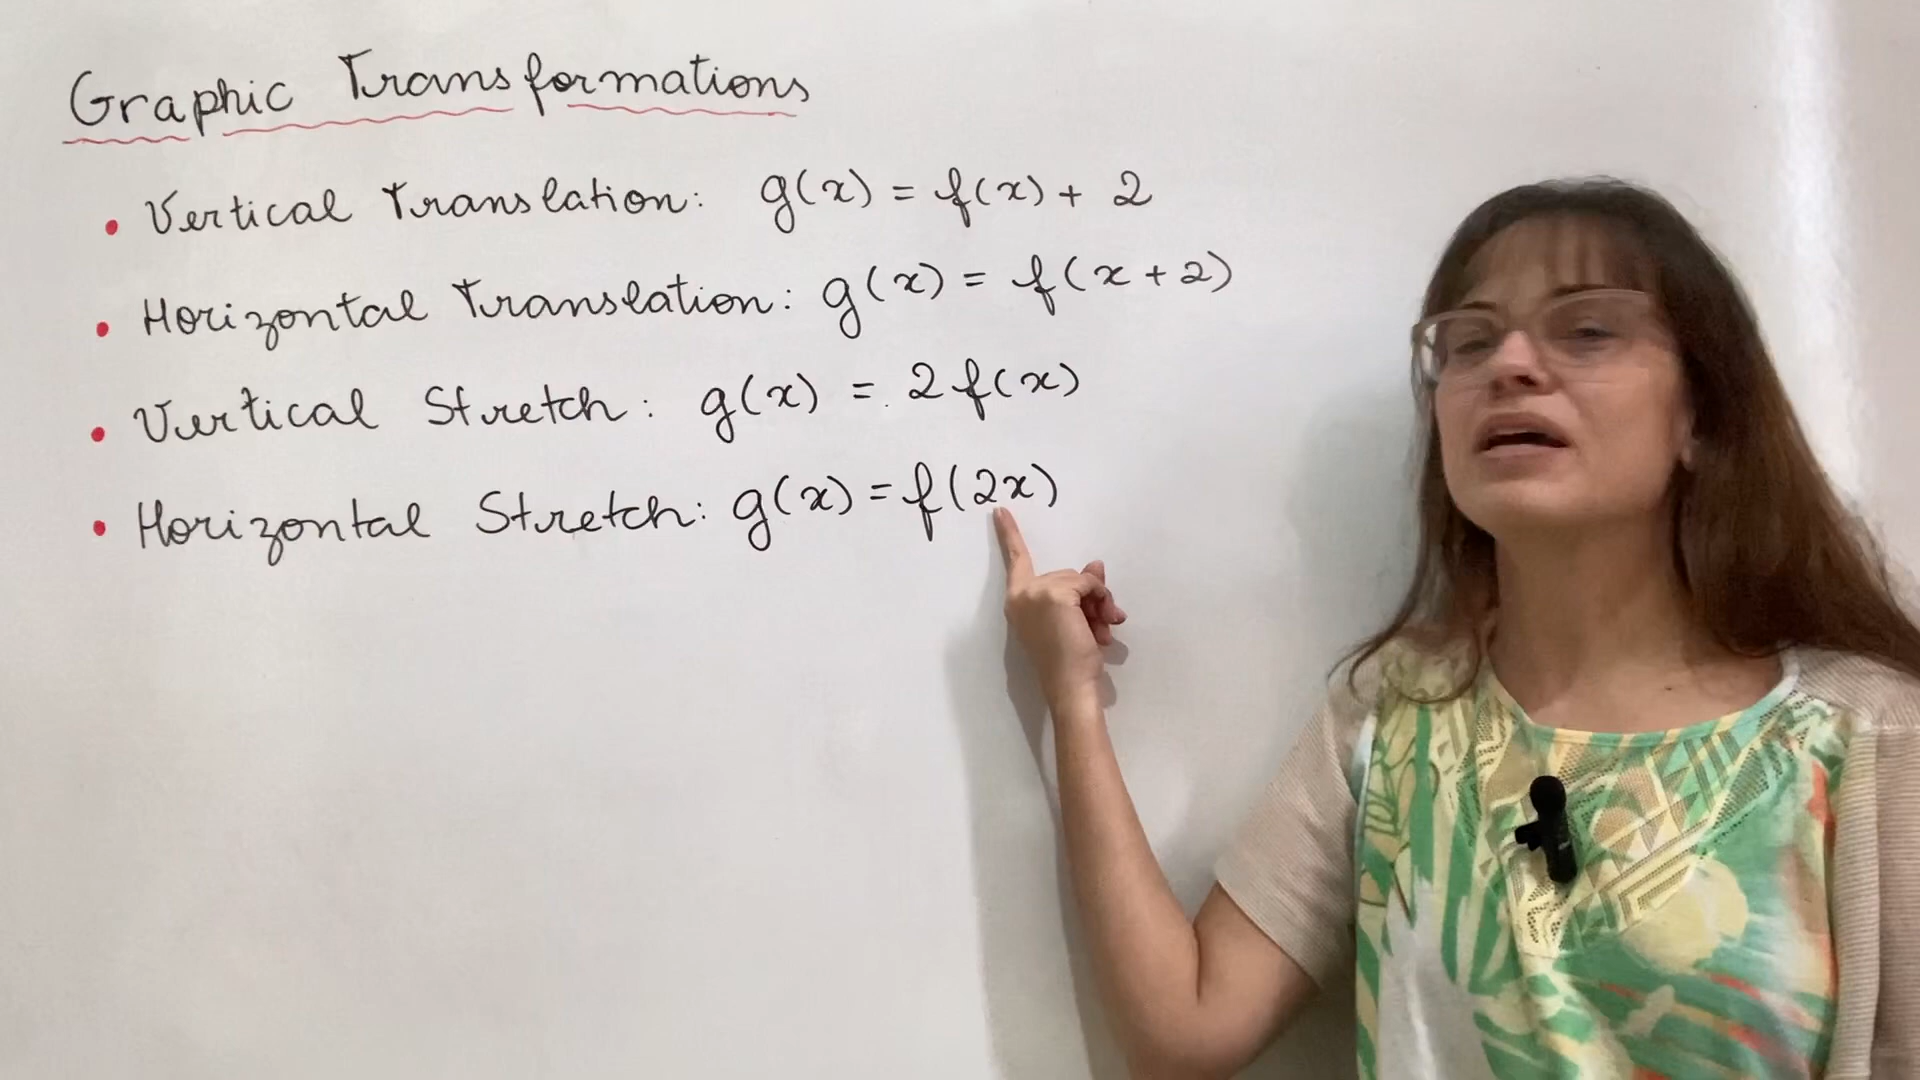 Graphic Transformations
• Vertical Translation: g(x) = f(x) + 2
• Horizontal Translation: g(x) = f(x + 2)
• Vertical Stretch: g(x) = 2f(x)
• Horizontal Stretch: g(x) = f(2x)